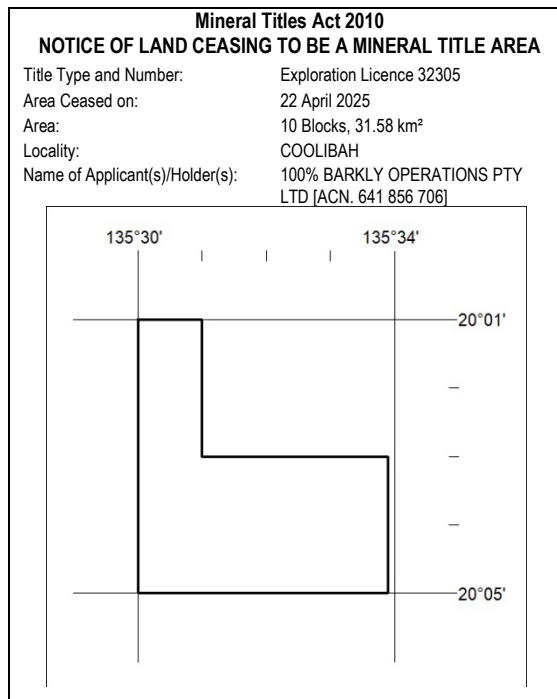 Mineral Titles Act 2010
NOTICE OF LAND CEASING TO BE A MINERAL TITLE AREA
Title Type and Number: Exploration Licence 32305
Area Ceased on: 22 April 2025
Area: 10 Blocks, 31.58 km²
Locality: COOLIBAH
Name of Applicant(s)/Holder(s): 100% BARKLY OPERATIONS PTY
LTD [ACN. 641 856 706]
135°30' 135°34'
20°01'
20°05'